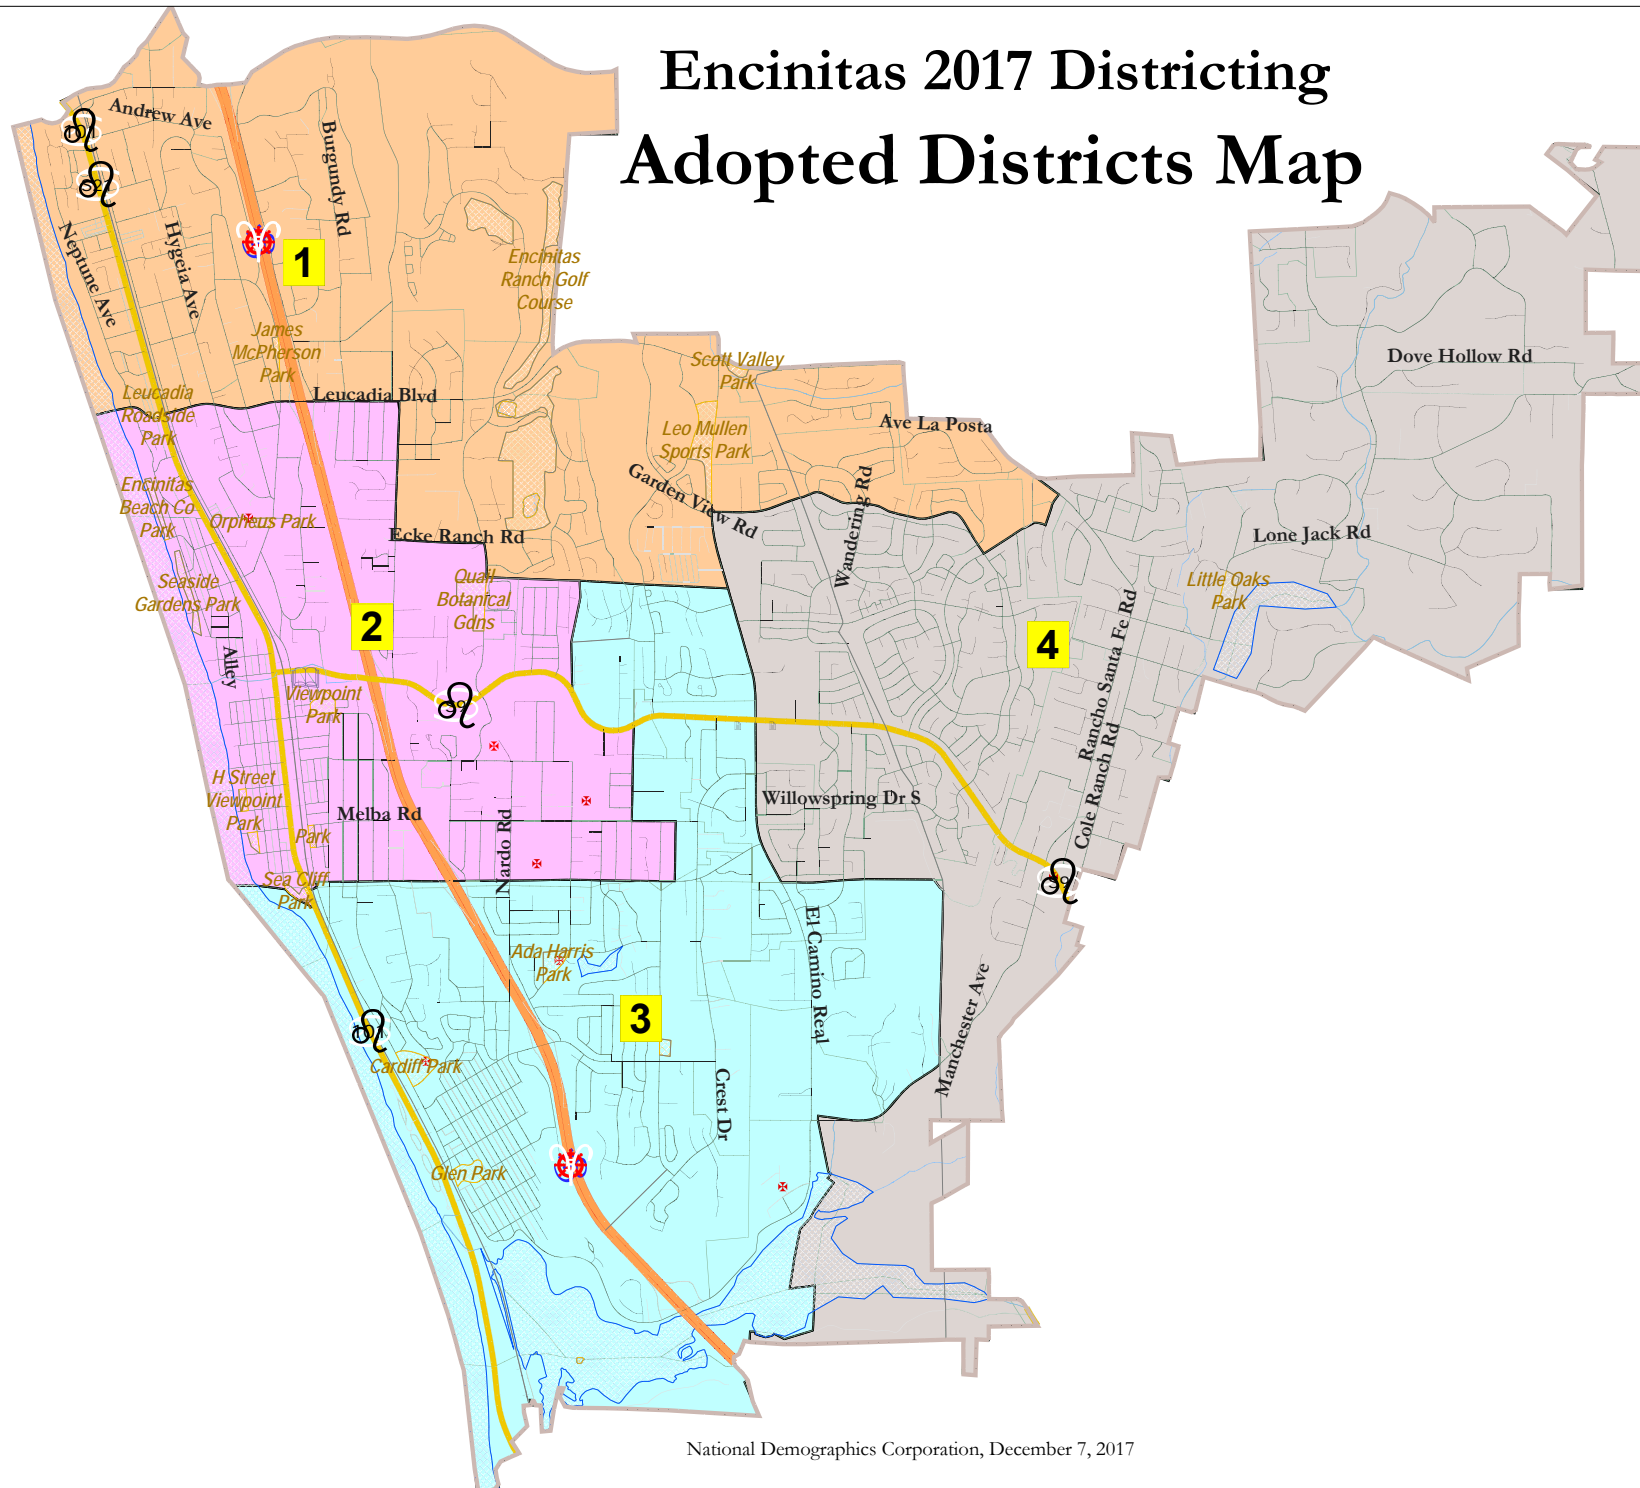 Encinitas 2017 Districting
Adopted Districts Map
Andrew Ave
Burgundy Rd
101
S21
Neptune Ave
Hygeia Ave
1
Encinitas
Ranch Golf
Course
James
McPherson
Park
Leucadia Blvd
Leucadia
Roadside
Park
Scott Valley
Park
Leo Mullen
Sports Park
Ave La Posta
Dove Hollow Rd
Garden View Rd
Wandering Rd
Encinitas
Beach Co
Park
Orpheus Park
Ecke Ranch Rd
Lone Jack Rd
Seaside
Gardens Park
Quail
Botanical
Gdns
Little Oaks
Park
2
4
Alley
Rancho Santa Fe Rd
Viewpoint
Park
S9
Cole Ranch Rd
H Street
Viewpoint
Park
Melba Rd
Park
Nardo Rd
Willowspring Dr S
Sea Cliff
Park
S9
El Camino Real
Ada Harris
Park
Manchester Ave
3
101
Cardiff Park
Crest Dr
Glen Park
National Demographics Corporation, December 7, 2017